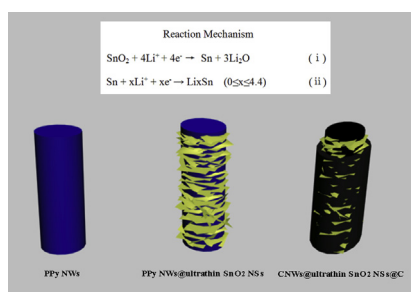 Reaction Mechanism
SnO₂ + 4Li⁺ + 4e⁻ → Sn + 3Li₂O (i)
Sn + xLi⁺ + xe⁻ → LixSn (0≤x≤4.4) (ii)
PPy NWs
PPy NWs@ultrathin SnO2 NSs
CNWs@ultrathin SnO2 NSs@C